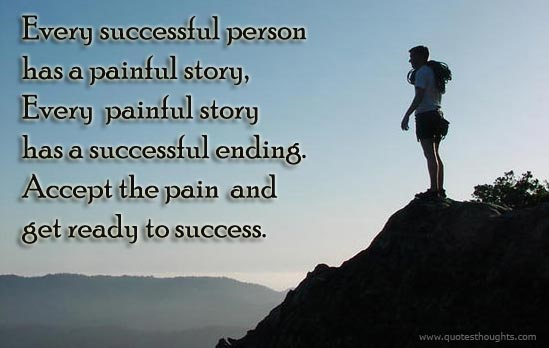 Every successful person
has a painful story,
Every painful story
has a successful ending.
Accept the pain and
get ready to success.
www.quotesthoughts.com